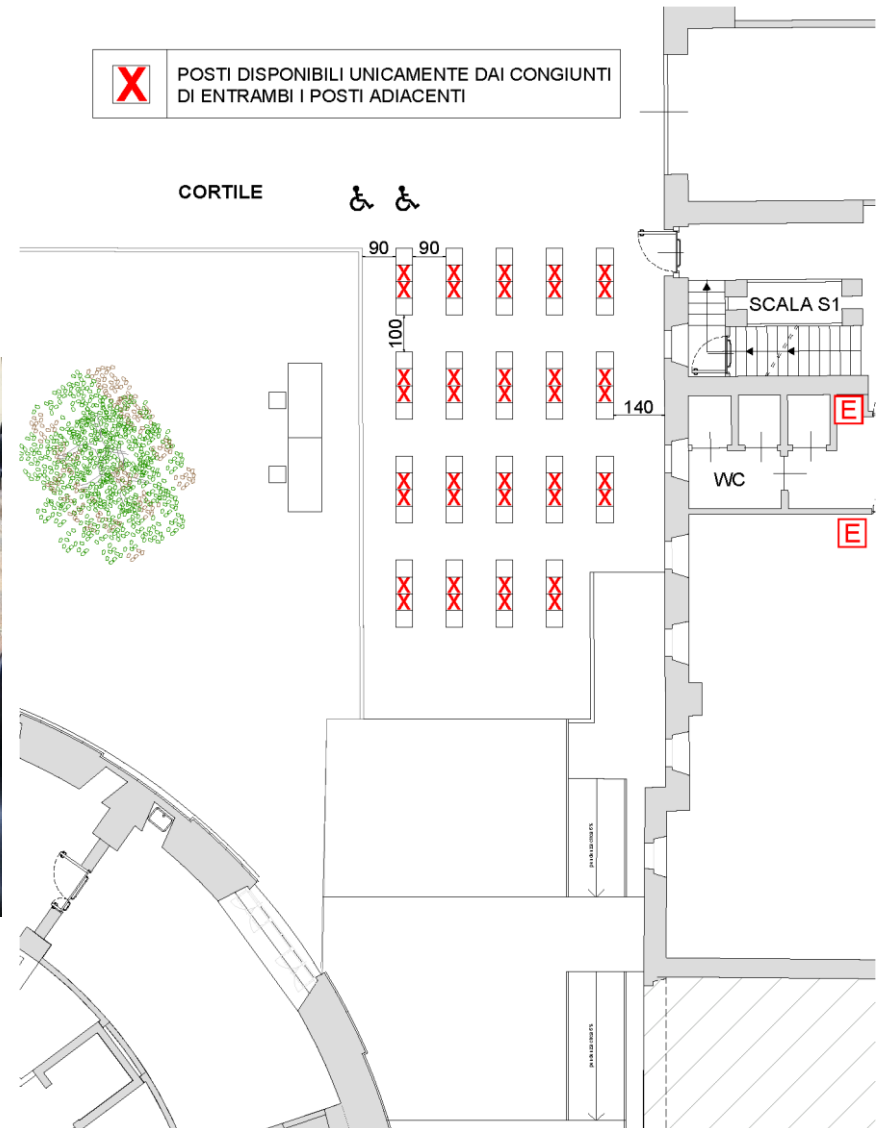 X POSTI DISPONIBILI UNICAMENTE DAI CONGIUNTI
DI ENTRAMBI I POSTI ADIACENTI
CORTILE
90 90
X X X X X
X X X X X
SCALA S1
100
X X X X X
X X X X X
140
E
X X X X X
X X X X X
WC
E
X X X X
X X X X